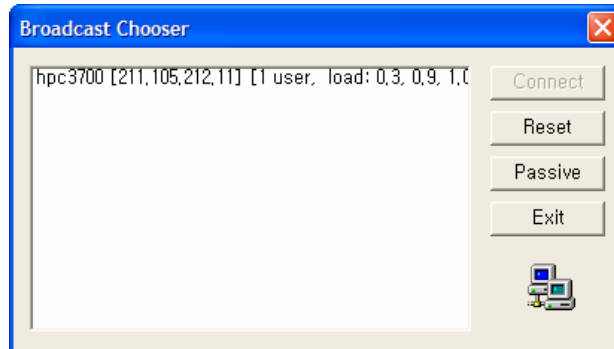 Broadcast Chooser
hpc3700 [211,105,212,11] [1 user, load: 0,3, 0,9, 1,0
Connect
Reset
Passive
Exit